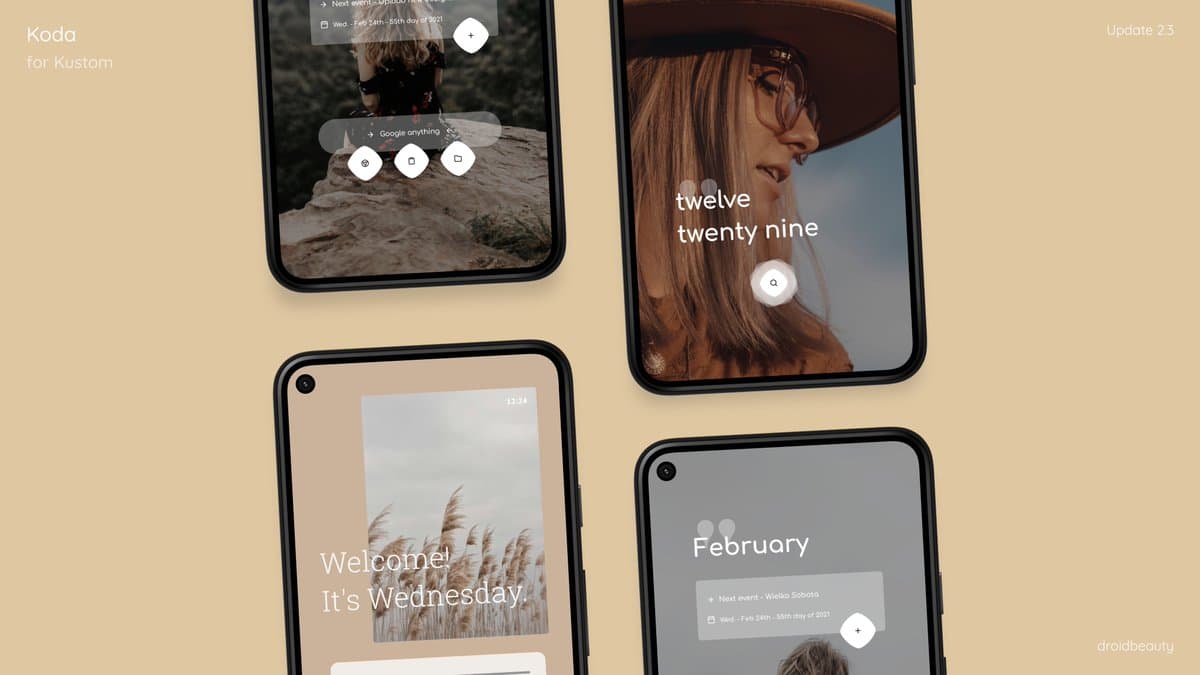 Koda
for Kustom
Update 2.3
→ Next event - Upload
Wed. - Feb 24th - 55th day of 2021
+
→ Google anything ←
twelve
twenty nine
12:24
Welcome!
It's Wednesday.
February
+ Next event - Wielka Sobota
Wed. - Feb 24th - 55th day of 2021
+
droidbeauty